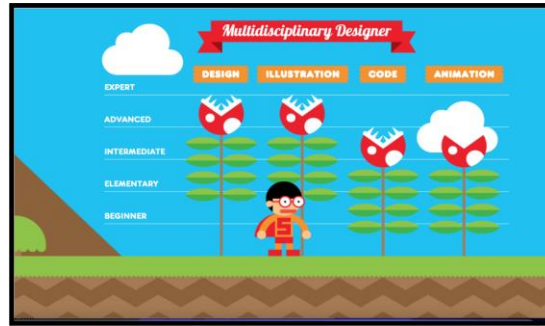 Multidisciplinary Designer
DESIGN ILLUSTRATION CODE ANIMATION
EXPERT
ADVANCED
INTERMEDIATE
ELEMENTARY
BEGINNER
S